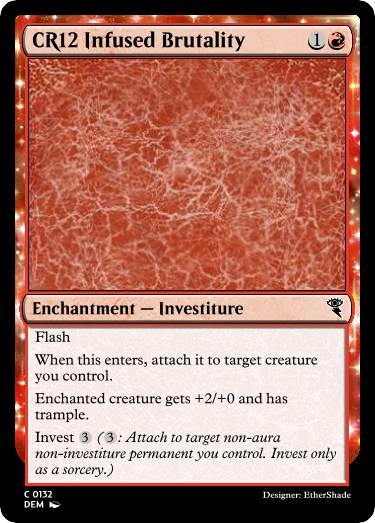 CR12 Infused Brutality 1
Enchantment — Investiture
Flash
When this enters, attach it to target creature
you control.
Enchanted creature gets +2/+0 and has
trample.
Invest 3 (3: Attach to target non-aura
non-investiture permanent you control. Invest only
as a sorcery.)
C 0132
DEM
Designer: EtherShade